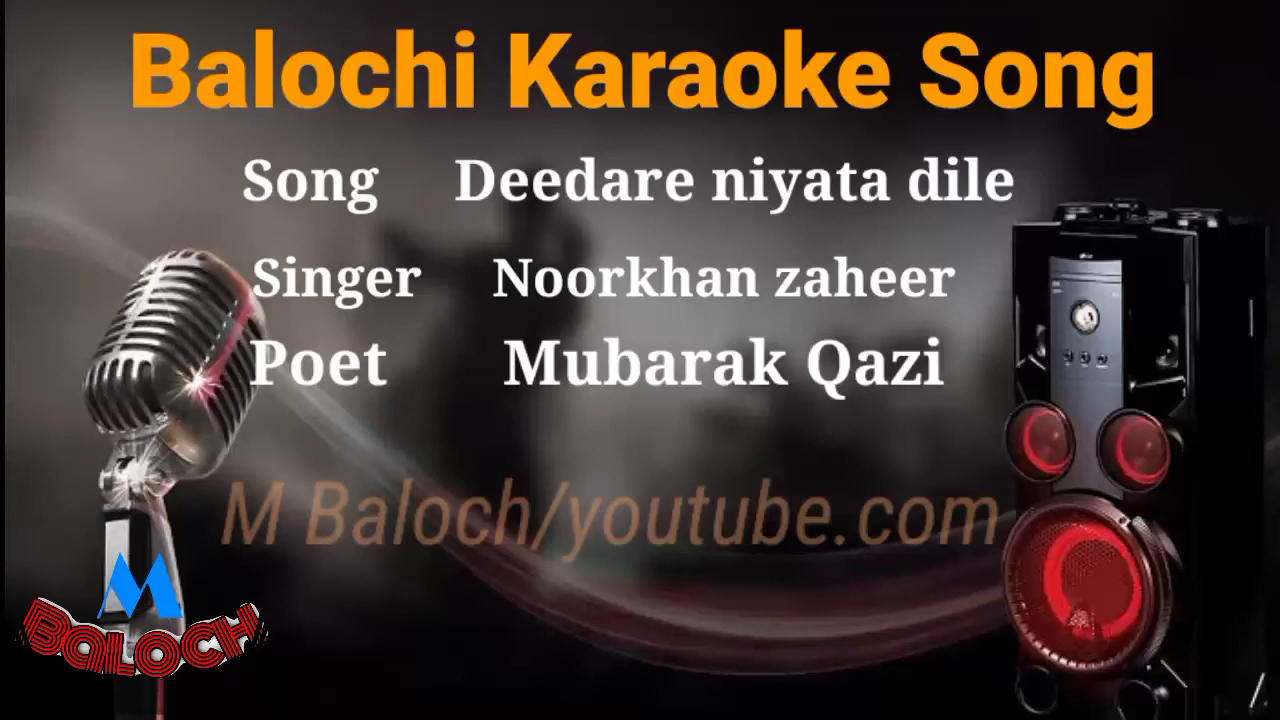 Balochi Karaoke Song
Song Deedare niyata dile
Singer Noorkhan zaheer
Poet Mubarak Qazi
M Baloch/youtube.com
M
BALOCH